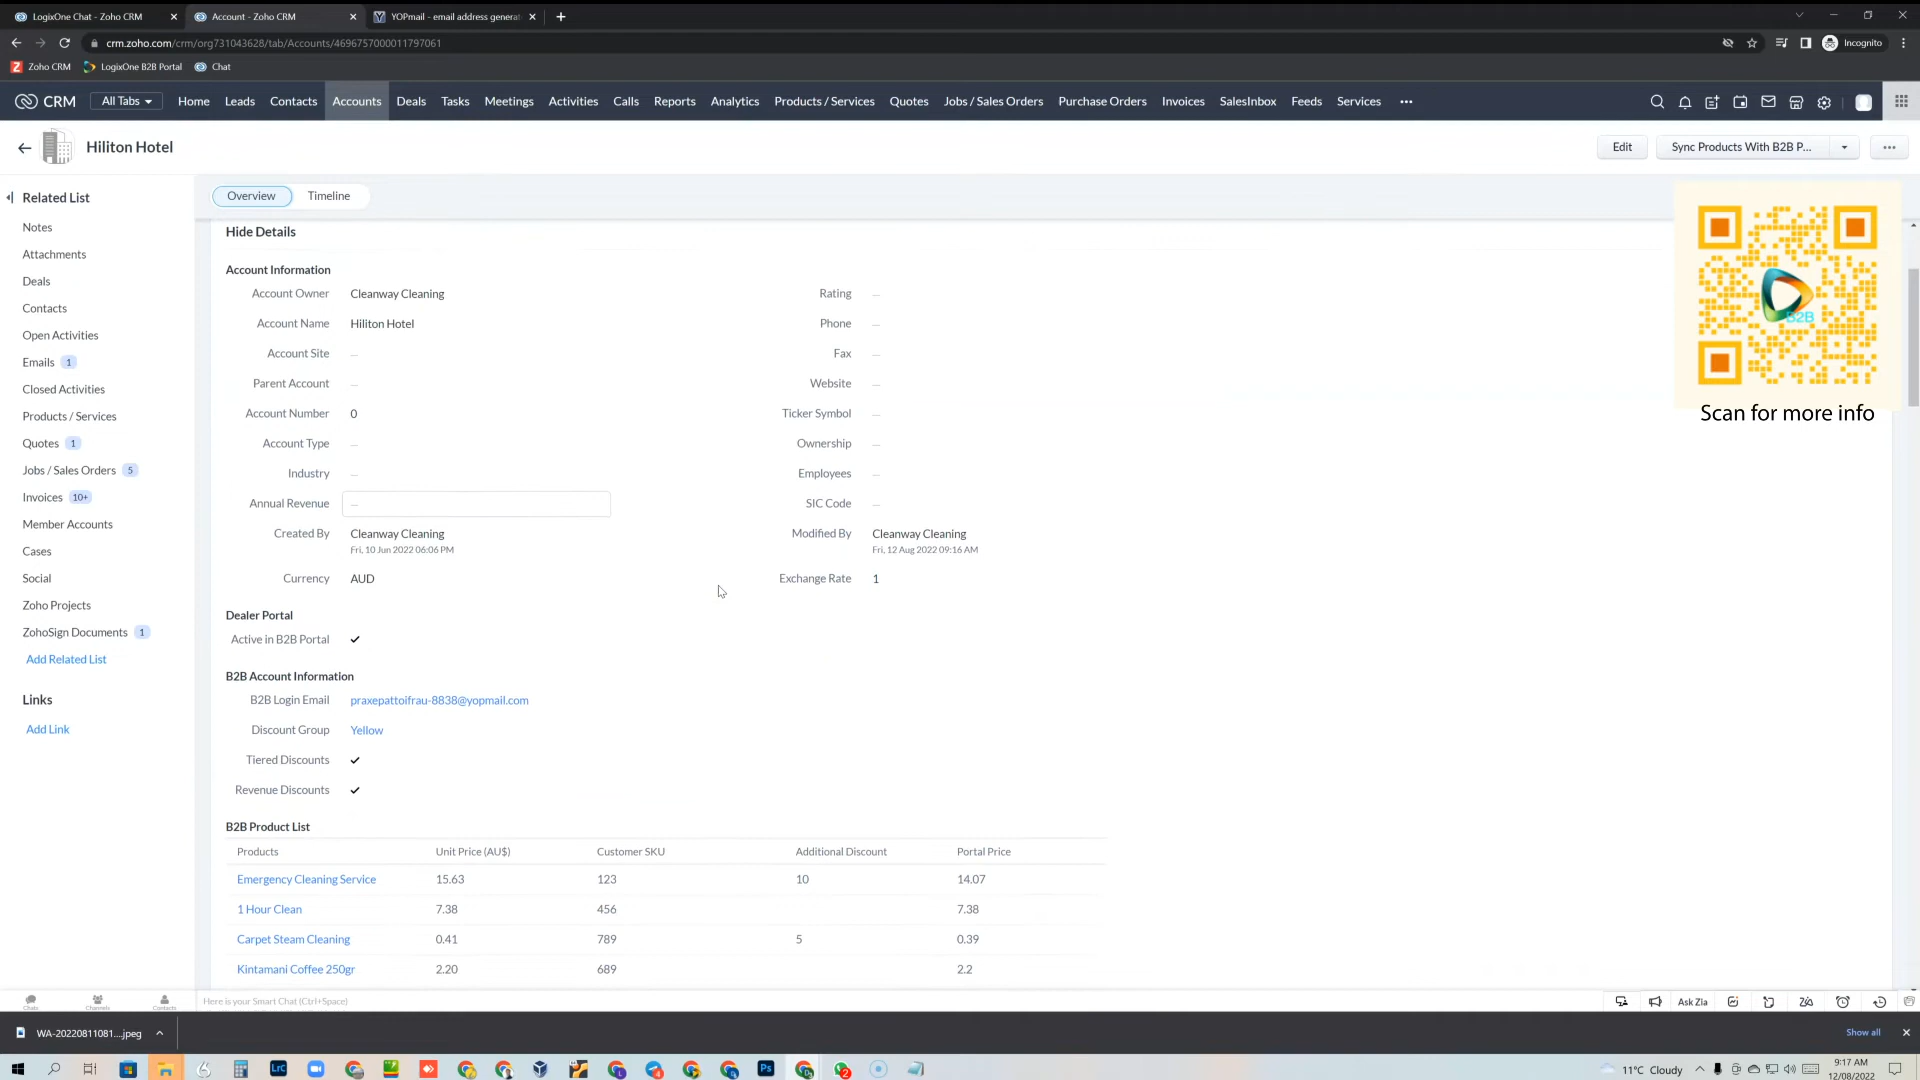 LogixOne Chat - Zoho CRM
Account - Zoho CRM
YOPmail - email address generat
crm.zoho.com/crm/org731043628/tab/Accounts/4696757000011797061
Incognito
Zoho CRM
LogixOne B2B Portal
Chat
CRM
All Tabs
Home
Leads
Contacts
Accounts
Deals
Tasks
Meetings
Activities
Calls
Reports
Analytics
Products / Services
Quotes
Jobs / Sales Orders
Purchase Orders
Invoices
SalesInbox
Feeds
Services
Hiliton Hotel
Edit
Sync Products With B2B P...
Related List
Notes
Attachments
Deals
Contacts
Open Activities
Emails 1
Closed Activities
Products / Services
Quotes 1
Jobs / Sales Orders 5
Invoices 10+
Member Accounts
Cases
Social
Zoho Projects
ZohoSign Documents 1
Add Related List
Links
Add Link
Overview
Timeline
Hide Details
Account Information
Account Owner Cleanway Cleaning
Rating —
Account Name Hiliton Hotel
Phone —
Account Site —
Fax —
Parent Account —
Website —
Account Number 0
Ticker Symbol —
Account Type —
Ownership —
Industry —
Employees —
Annual Revenue —
SIC Code —
Created By Cleanway Cleaning
Fri, 10 Jun 2022 06:06 PM
Modified By Cleanway Cleaning
Fri, 12 Aug 2022 09:16 AM
Currency AUD
Exchange Rate 1
Dealer Portal
Active in B2B Portal
B2B Account Information
B2B Login Email praxepattoifrau-8838@yopmail.com
Discount Group Yellow
Tiered Discounts
Revenue Discounts
B2B Product List
Products Unit Price (AU$) Customer SKU Additional Discount Portal Price
Emergency Cleaning Service 15.63 123 10 14.07
1 Hour Clean 7.38 456 7.38
Carpet Steam Cleaning 0.41 789 5 0.39
Kintamani Coffee 250gr 2.20 689 2.2
B2B
Scan for more info
Chats
Channels
Contacts
Here is your Smart Chat (Ctrl+Space)
Ask Zia
WA-20220811081....jpeg
Show all
LrC
Ps
11°C Cloudy
9:17 AM
12/08/2022